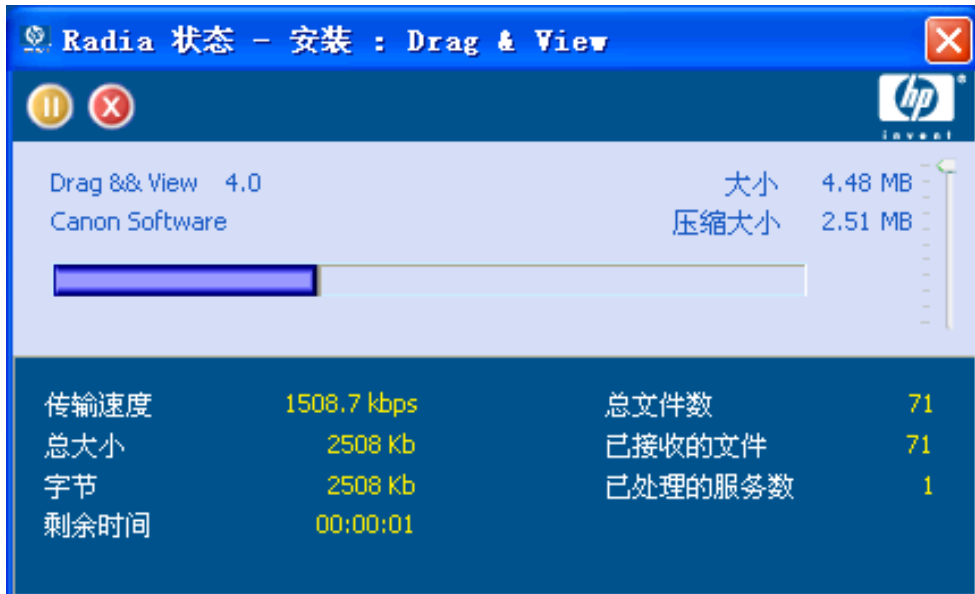 Radia 状态 - 安装 : Drag & View
hp
invent
Drag && View 4.0 大小 4.48 MB
Canon Software 压缩大小 2.51 MB
传输速度 1508.7 kbps 总文件数 71
总大小 2508 Kb 已接收的文件 71
字节 2508 Kb 已处理的服务数 1
剩余时间 00:00:01